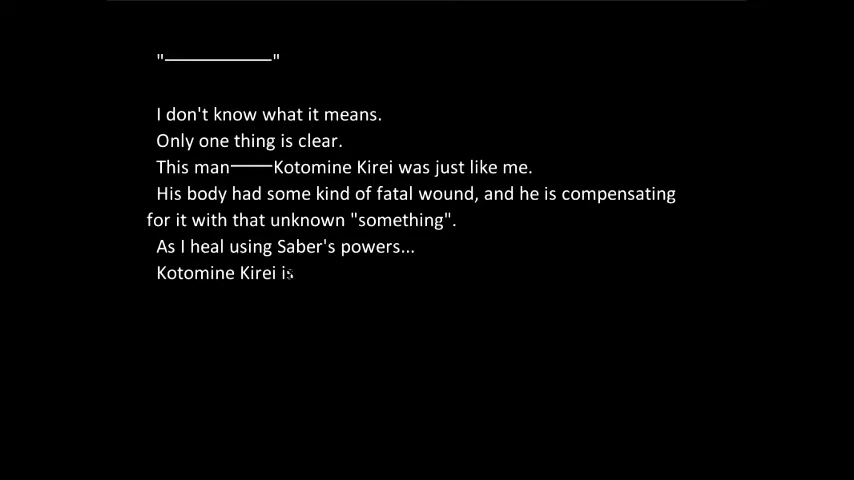 "————"
I don't know what it means.
Only one thing is clear.
This man——Kotomine Kirei was just like me.
His body had some kind of fatal wound, and he is compensating
for it with that unknown "something".
As I heal using Saber's powers...
Kotomine Kirei is